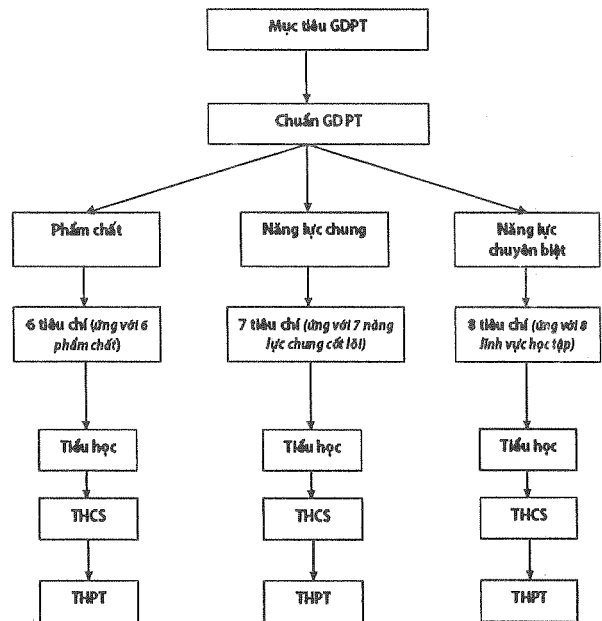 Mục tiêu GDPT
Chuẩn GDPT
Phẩm chất
Năng lực chung
Năng lực
chuyên biệt
6 tiêu chí (ứng với 6
phẩm chất)
7 tiêu chí (ứng với 7 năng
lực chung cốt lõi)
8 tiêu chí (ứng với 8
lĩnh vực học tập)
Tiểu học
Tiểu học
Tiểu học
THCS
THCS
THCS
THPT
THPT
THPT